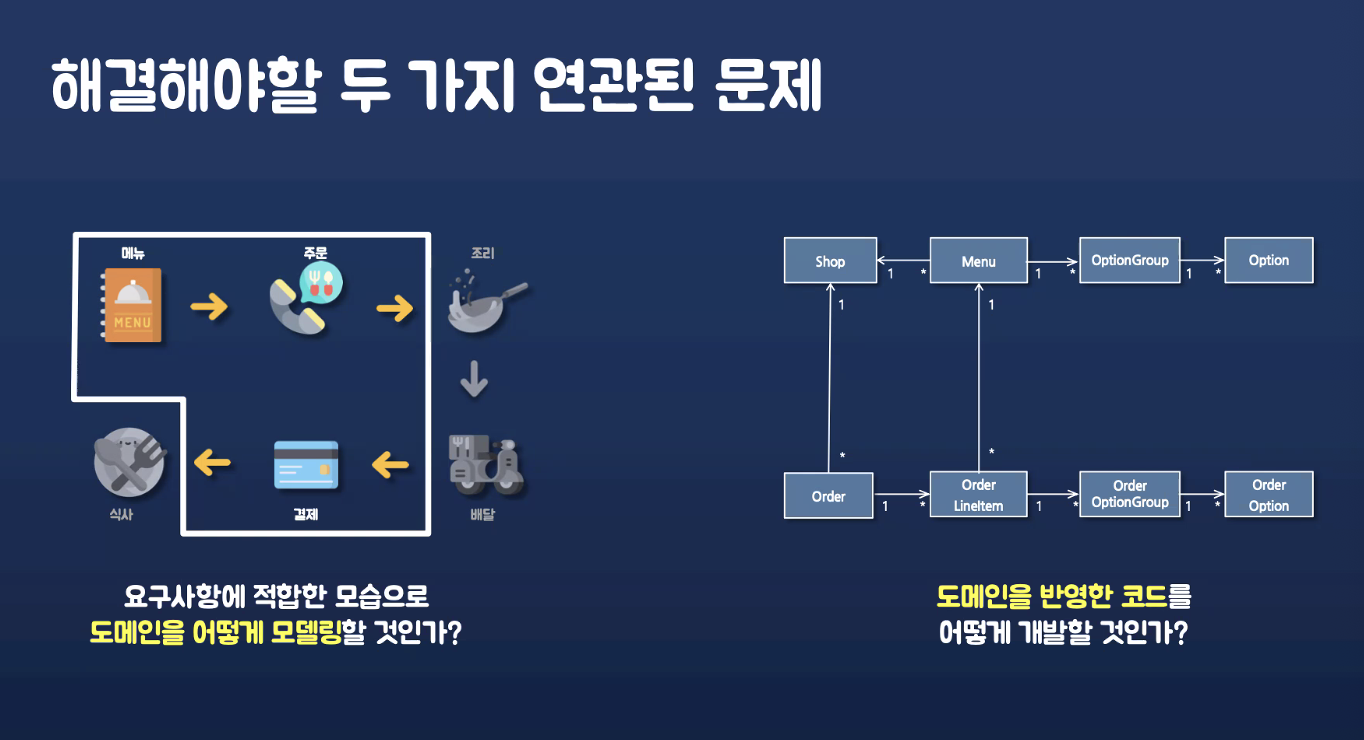 해결해야할 두 가지 연관된 문제
메뉴
주문
조리
MENU
식사
결제
배달
요구사항에 적합한 모습으로
도메인을 어떻게 모델링할 것인가?
Shop
1
*
Menu
1
*
OptionGroup
1
*
Option
1
1
*
*
Order
1
*
Order
LineItem
1
*
Order
OptionGroup
1
*
Order
Option
도메인을 반영한 코드를
어떻게 개발할 것인가?